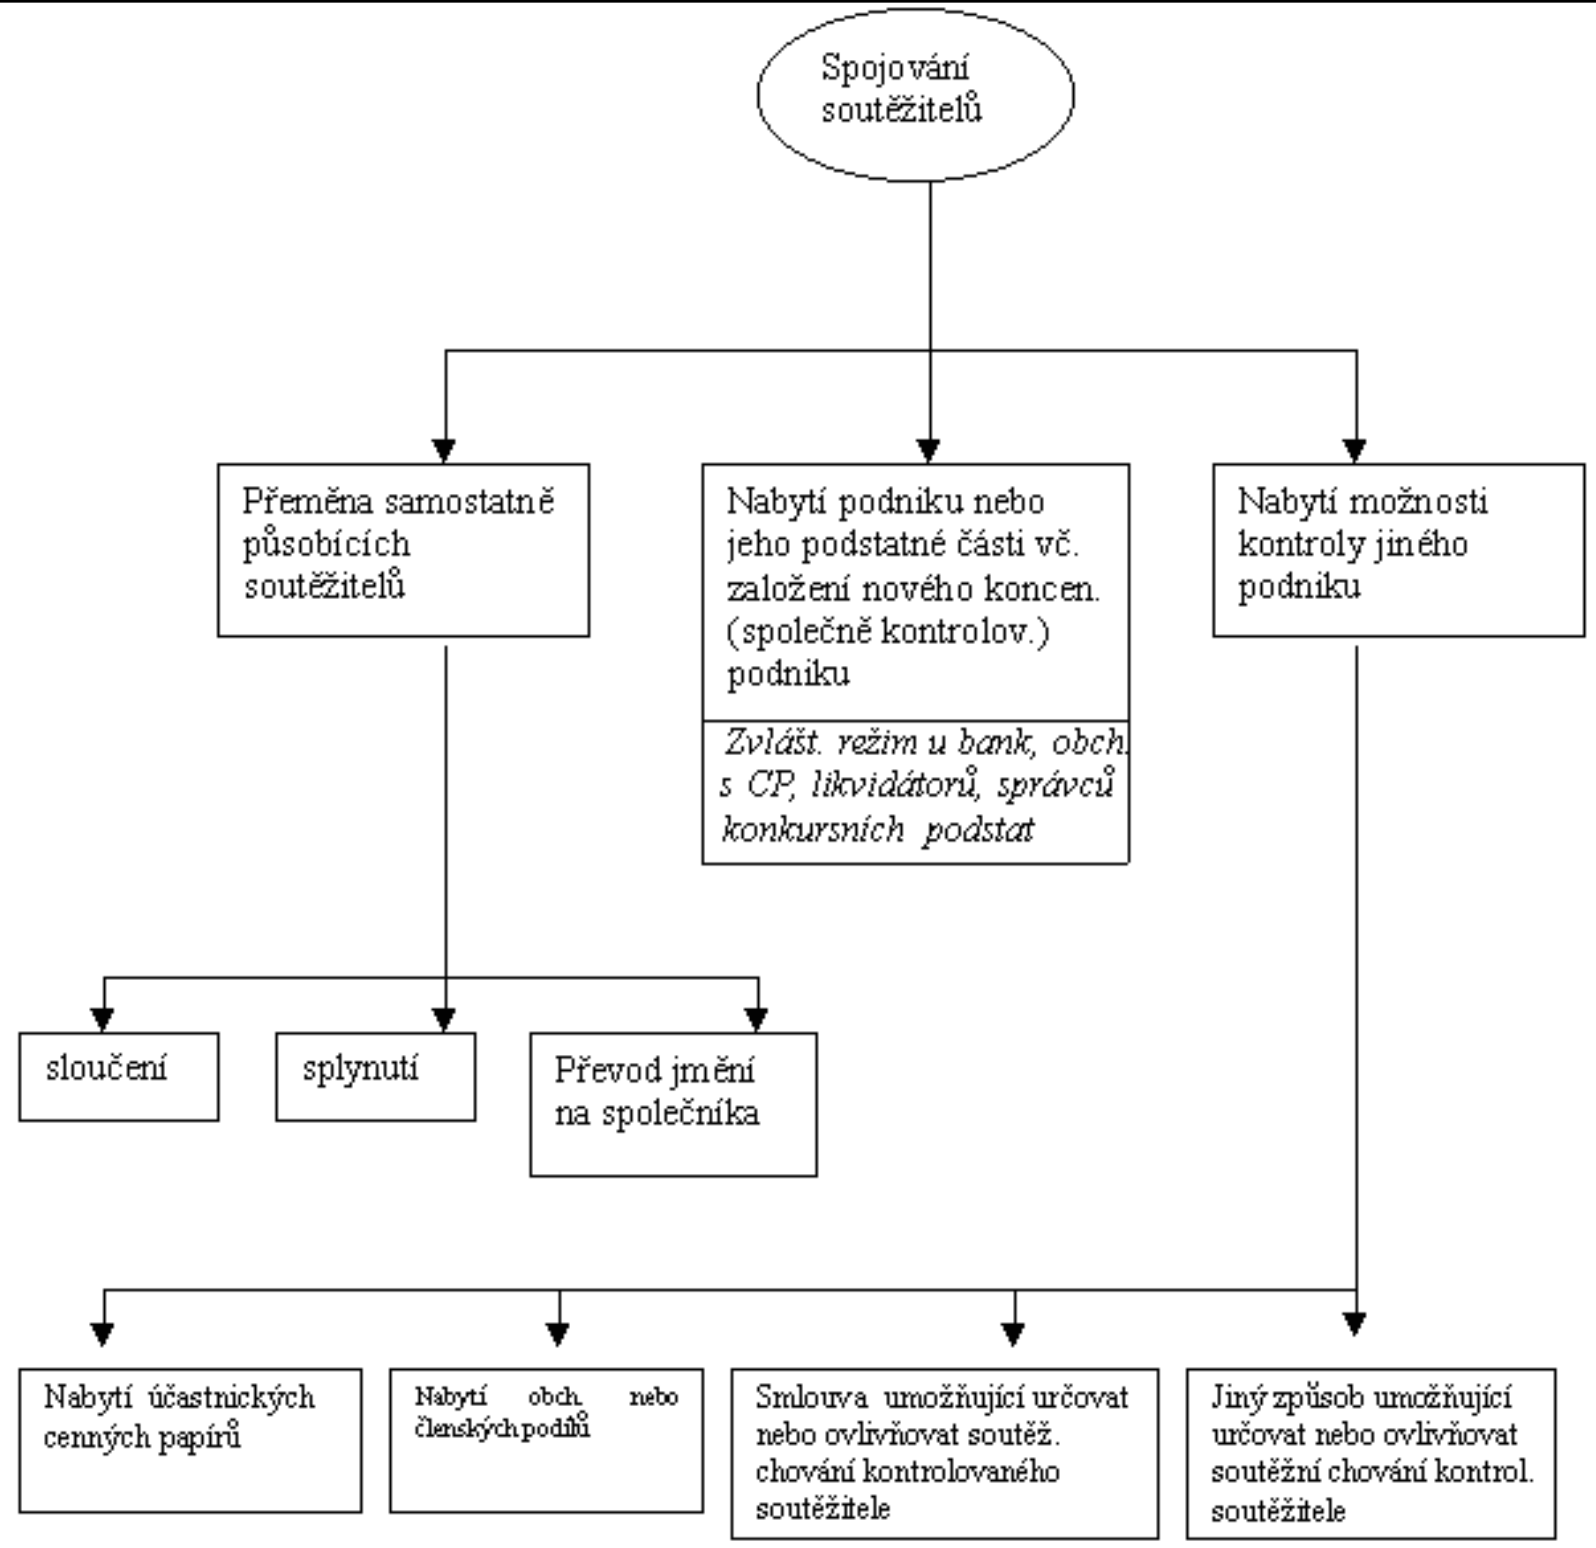 Spojování
soutěžitelů
Přeměna samostatně
působících
soutěžitelů
Nabytí podniku nebo
jeho podstatné části vč.
založení nového koncen.
(společně kontrolov.)
podniku
Zvlášt. režim u bank, obch.
s CP, likvidátorů, správců
konkursních podstat
Nabytí možnosti
kontroly jiného
podniku
sloučení
splynutí
Převod jmění
na společníka
Nabytí účastnických
cenných papírů
Nabytí obch. nebo
členských podílů
Smlouva umožňující určovat
nebo ovlivňovat soutěž.
chování kontrolovaného
soutěžitele
Jiný způsob umožňující
určovat nebo ovlivňovat
soutěžní chování kontrol.
soutěžitele